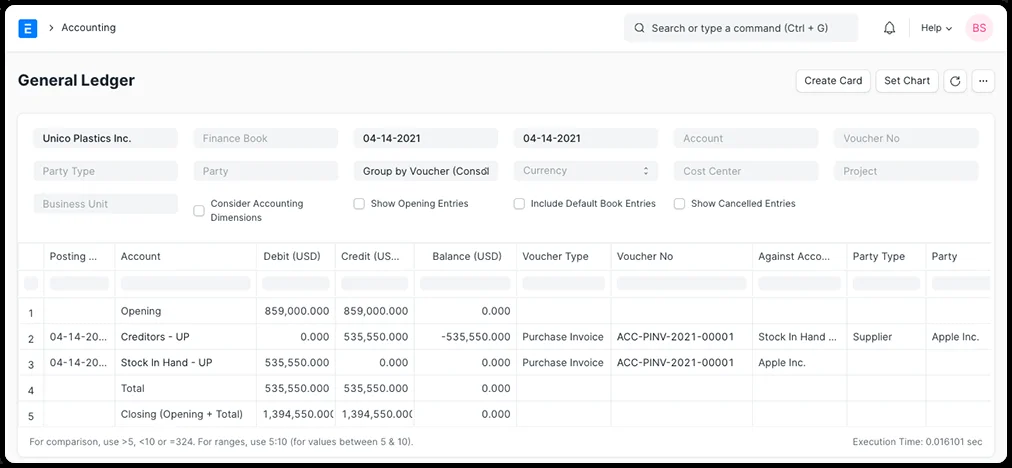 E > Accounting Search or type a command (Ctrl + G) Help BS
General Ledger Create Card Set Chart ...
Unico Plastics Inc. Finance Book 04-14-2021 04-14-2021 Account Voucher No
Party Type Party Group by Voucher (Consol Currency Cost Center Project
Business Unit Consider Accounting Dimensions Show Opening Entries Include Default Book Entries Show Cancelled Entries
Posting ... Account Debit (USD) Credit (US... Balance (USD) Voucher Type Voucher No Against Acco... Party Type Party
1 Opening 859,000.000 859,000.000 0.000
2 04-14-20... Creditors - UP 0.000 535,550.000 -535,550.000 Purchase Invoice ACC-PINV-2021-00001 Stock In Hand ... Supplier Apple Inc.
3 04-14-20... Stock In Hand - UP 535,550.000 0.000 0.000 Purchase Invoice ACC-PINV-2021-00001 Apple Inc.
4 Total 535,550.000 535,550.000 0.000
5 Closing (Opening + Total) 1,394,550.000 1,394,550.000 0.000
For comparison, use >5, <10 or =324. For ranges, use 5:10 (for values between 5 & 10). Execution Time: 0.016101 sec